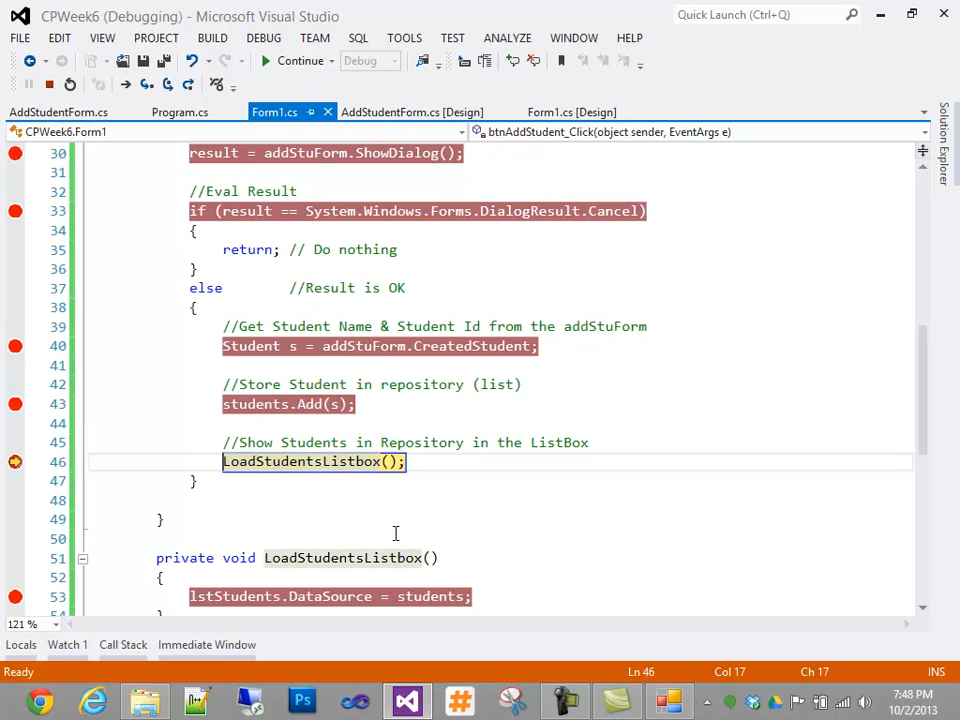 CPWeek6 (Debugging) - Microsoft Visual Studio
Quick Launch (Ctrl+Q)
FILE EDIT VIEW PROJECT BUILD DEBUG TEAM SQL TOOLS TEST ANALYZE WINDOW HELP
Continue Debug
AddStudentForm.cs Program.cs Form1.cs AddStudentForm.cs [Design] Form1.cs [Design]
CPWeek6.Form1 btnAddStudent_Click(object sender, EventArgs e)
Solution Explorer
30 result = addStuForm.ShowDialog();
31
32 //Eval Result
33 if (result == System.Windows.Forms.DialogResult.Cancel)
34 {
35 return; // Do nothing
36 }
37 else //Result is OK
38 {
39 //Get Student Name & Student Id from the addStuForm
40 Student s = addStuForm.CreatedStudent;
41
42 //Store Student in repository (list)
43 students.Add(s);
44
45 //Show Students in Repository in the ListBox
46 LoadStudentsListbox();
47 }
48
49 }
50
51 private void LoadStudentsListbox()
52 {
53 lstStudents.DataSource = students;
54 }
121 %
Locals Watch 1 Call Stack Immediate Window
Ready Ln 46 Col 17 Ch 17 INS
Ps
7:48 PM
10/2/2013